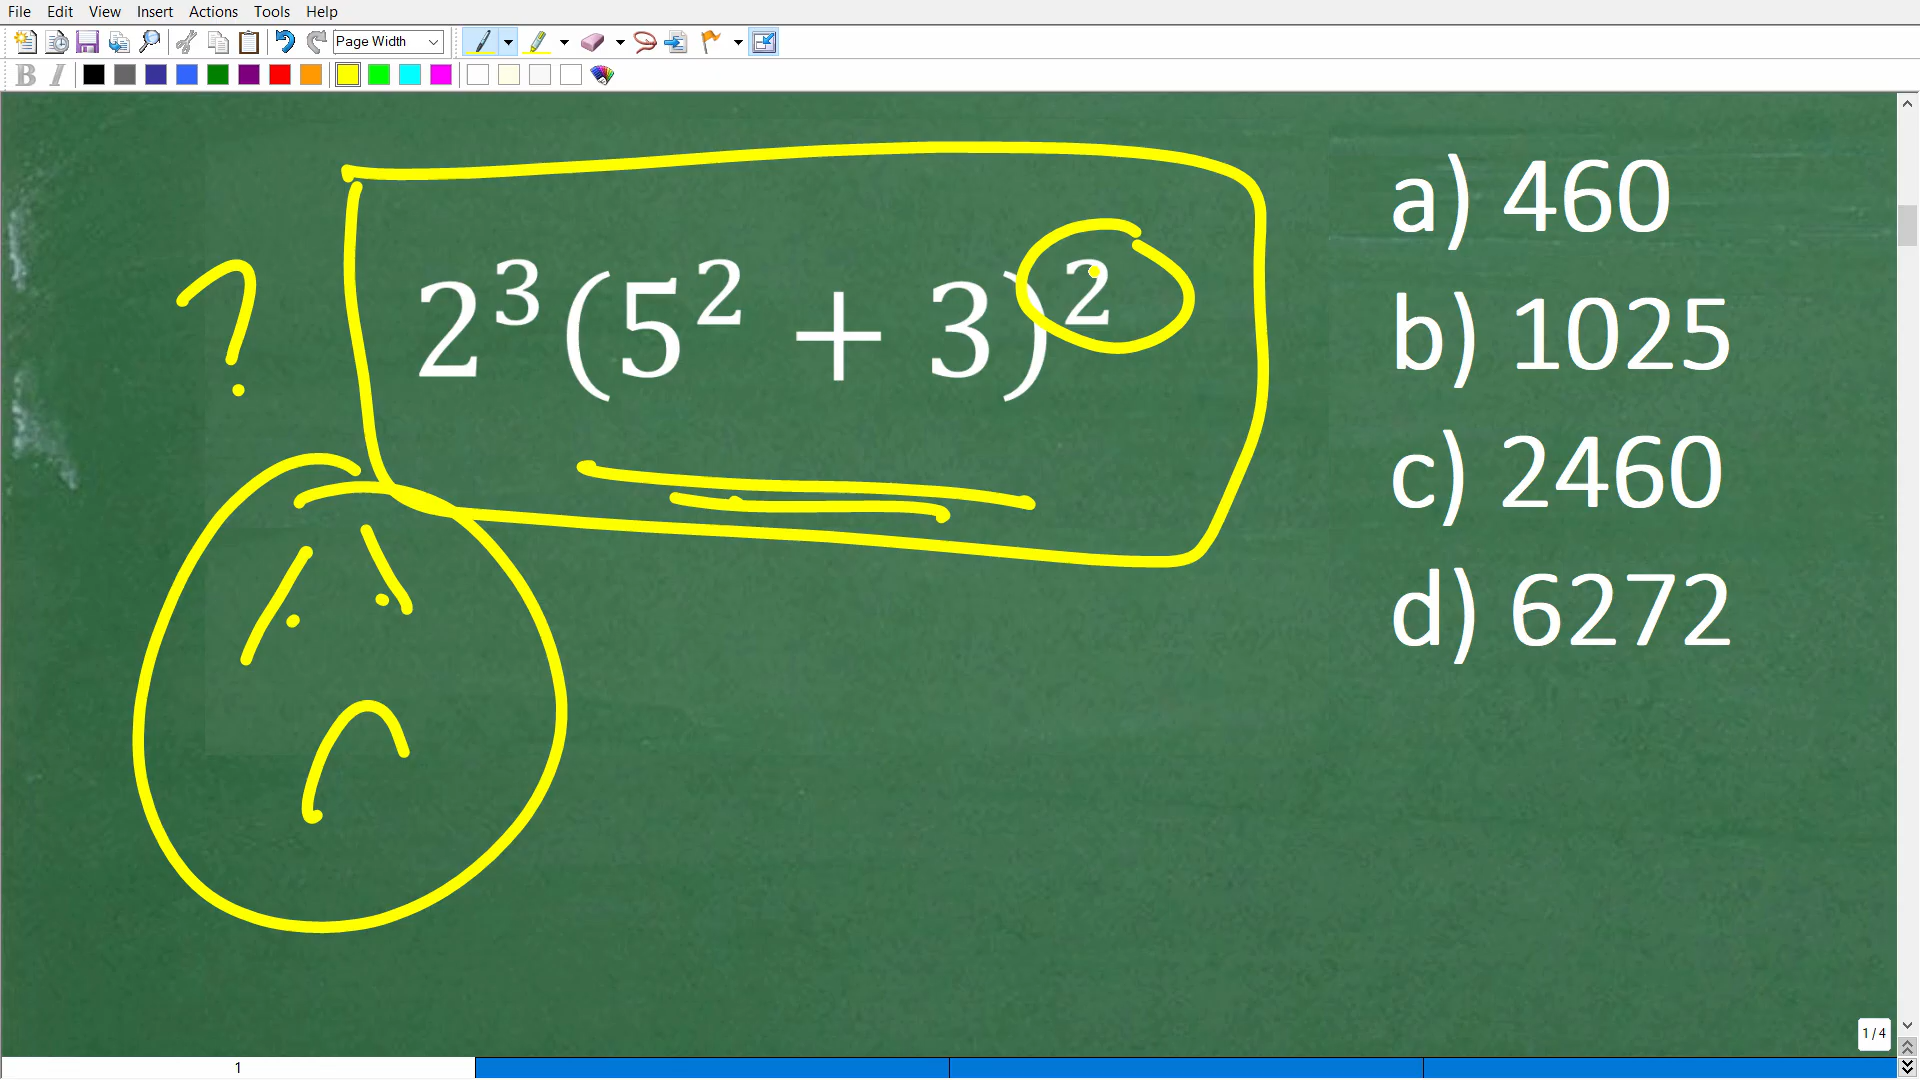 File Edit View Insert Actions Tools Help
Page Width
B I
?
2³(5² + 3)²
a) 460
b) 1025
c) 2460
d) 6272
1 / 4
1